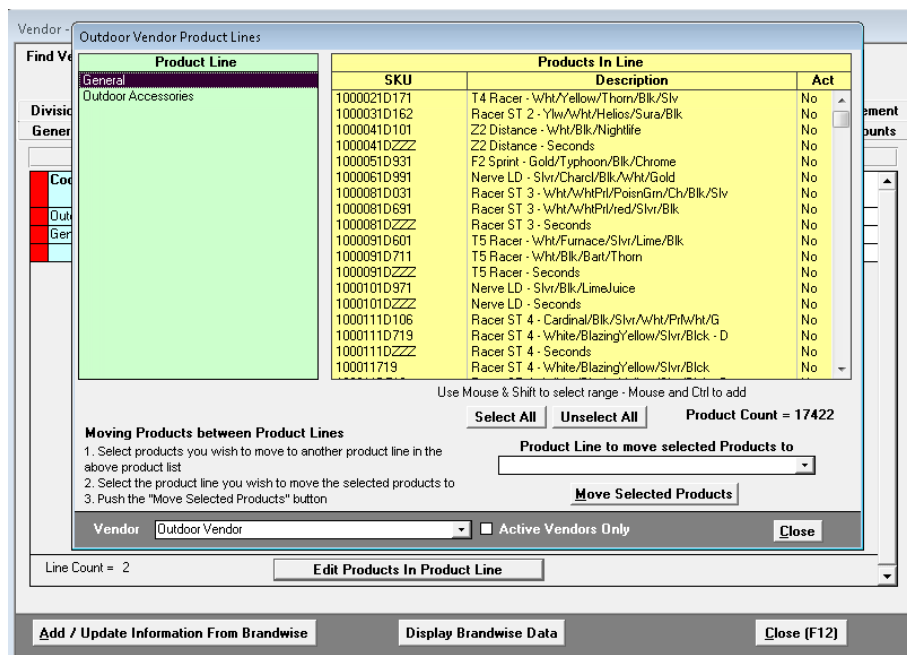 Vendor -
Outdoor Vendor Product Lines
Find Ve
Product Line
Products In Line
SKU Description Act
General
Outdoor Accessories
1000021D171 T4 Racer - Wht/Yellow/Thorn/Blk/Slv No
1000031D162 Racer ST 2 - Ylw/Wht/Helios/Sura/Blk No
1000041D101 Z2 Distance - Wht/Blk/Nightlife No
1000041DZZZ Z2 Distance - Seconds No
1000051D931 F2 Sprint - Gold/Typhoon/Blk/Chrome No
1000061D991 Nerve LD - Slvr/Charcl/Blk/Wht/Gold No
1000081D031 Racer ST 3 - Wht/WhtPrl/PoisnGrn/Ch/Blk/Slv No
1000081D691 Racer ST 3 - Wht/WhtPrl/red/Slvr/Blk No
1000081DZZZ Racer ST 3 - Seconds No
1000091D601 T5 Racer - Wht/Furnace/Slvr/Lime/Blk No
1000091D711 T5 Racer - Wht/Blk/Bart/Thorn No
1000091DZZZ T5 Racer - Seconds No
1000101D971 Nerve LD - Slvr/Blk/LimeJuice No
1000101DZZZ Nerve LD - Seconds No
1000111D106 Racer ST 4 - Cardinal/Blk/Slvr/Wht/PrlWht/G No
1000111D719 Racer ST 4 - White/BlazingYellow/Slvr/Blck - D No
1000111DZZZ Racer ST 4 - Seconds No
100011719 Racer ST 4 - White/BlazingYellow/Slvr/Blck No
Divisio
ement
Gener
ounts
Cod
Outd
Ger
Use Mouse & Shift to select range - Mouse and Ctrl to add
Select All Unselect All Product Count = 17422
Moving Products between Product Lines
1. Select products you wish to move to another product line in the
above product list
2. Select the product line you wish to move the selected products to
3. Push the "Move Selected Products" button
Product Line to move selected Products to
Move Selected Products
Vendor Outdoor Vendor Active Vendors Only Close
Line Count = 2 Edit Products In Product Line
Add / Update Information From Brandwise Display Brandwise Data Close (F12)